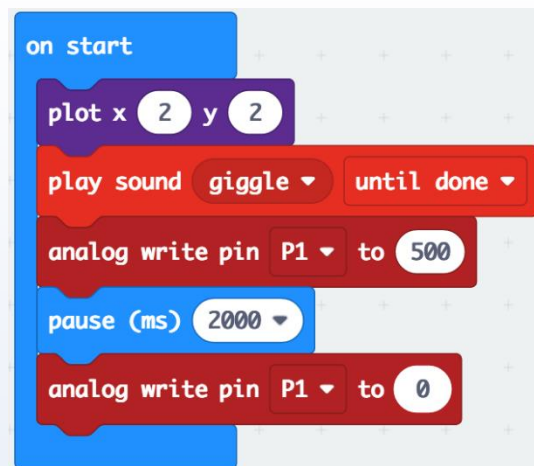 on start
plot x 2 y 2
play sound giggle until done
analog write pin P1 to 500
pause (ms) 2000
analog write pin P1 to 0